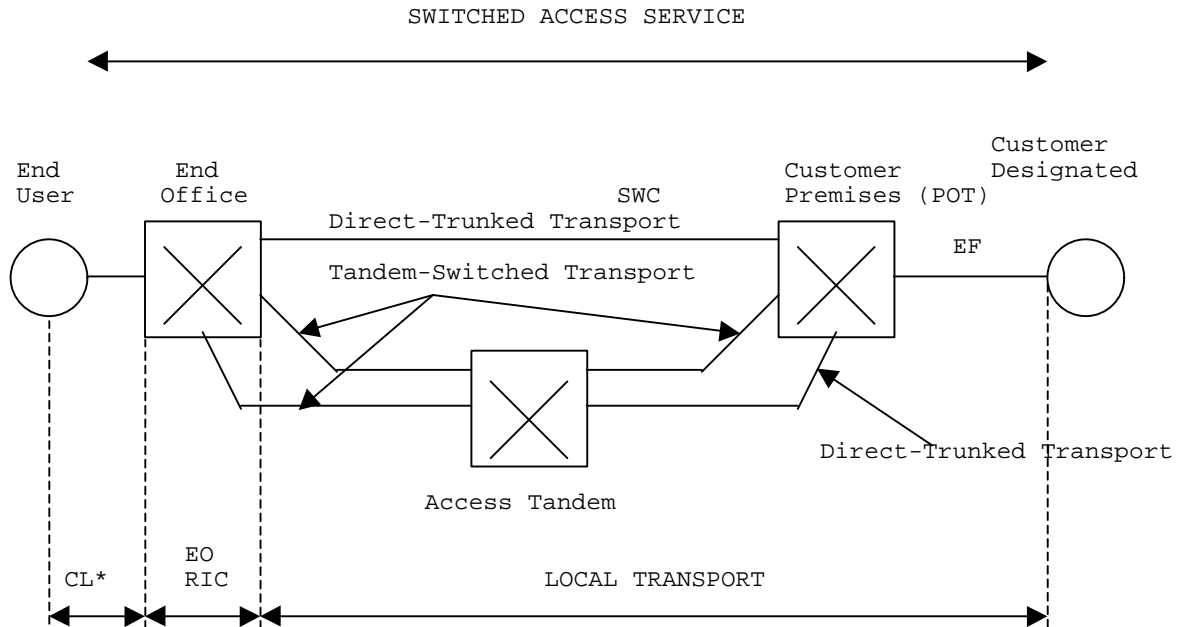 SWITCHED ACCESS SERVICE
Customer
End End Customer Designated
User Office SWC Premises (POT)
Direct-Trunked Transport
EF
Tandem-Switched Transport
Direct-Trunked Transport
Access Tandem
EO
CL* RIC LOCAL TRANSPORT